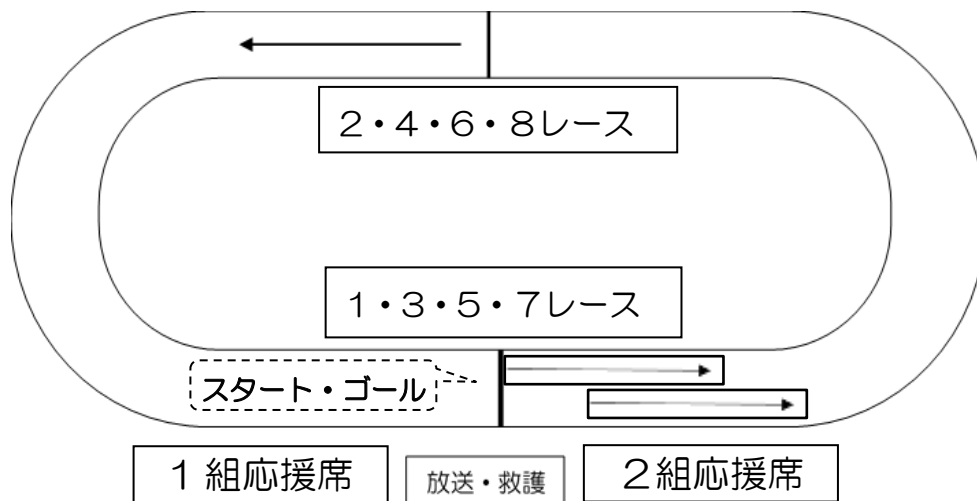 ２・４・６・８レース
１・３・５・７レース
スタート・ゴール
１組応援席
放送・救護
２組応援席